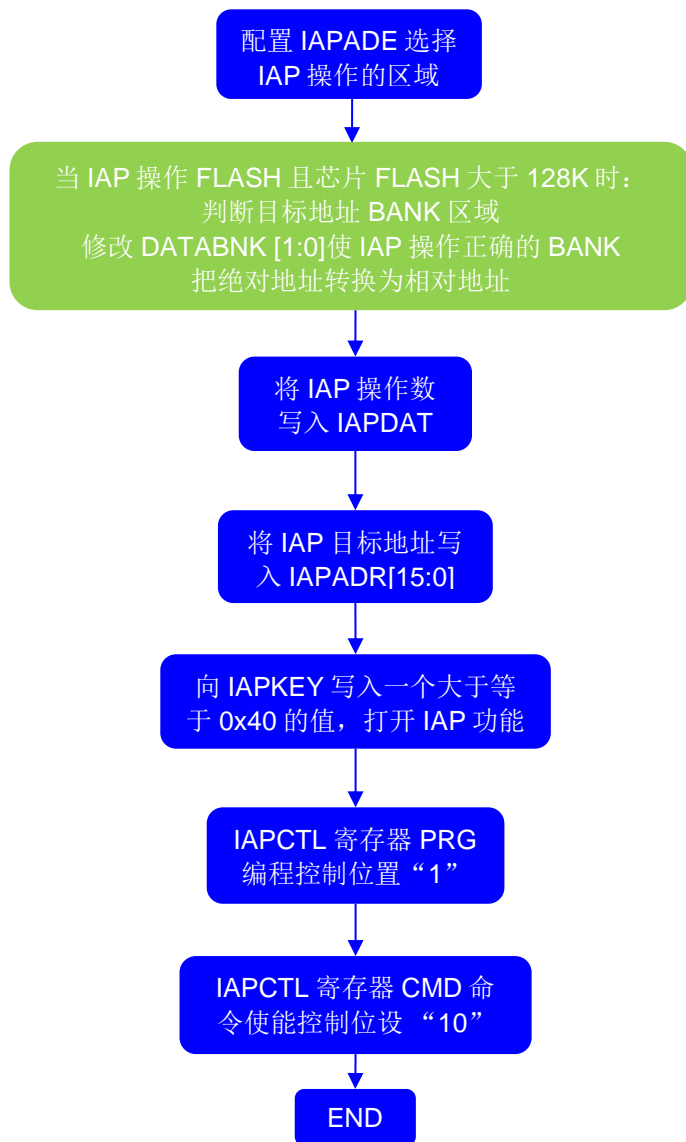 配置 IAPADE 选择
IAP 操作的区域
当 IAP 操作 FLASH 且芯片 FLASH 大于 128K 时：
判断目标地址 BANK 区域
修改 DATABNK [1:0]使 IAP 操作正确的 BANK
把绝对地址转换为相对地址
将 IAP 操作数
写入 IAPDAT
将 IAP 目标地址写
入 IAPADR[15:0]
向 IAPKEY 写入一个大于等
于 0x40 的值，打开 IAP 功能
IAPCTL 寄存器 PRG
编程控制位置“1”
IAPCTL 寄存器 CMD 命
令使能控制位设 “10”
END